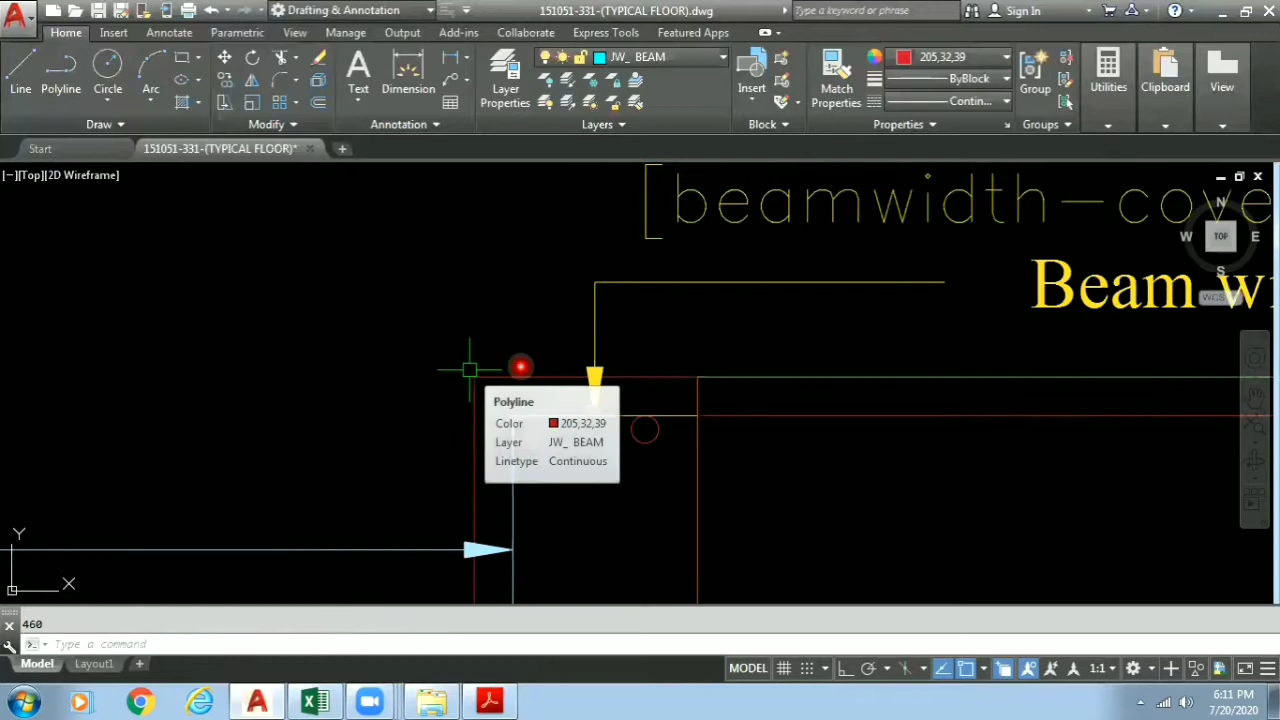 Drafting & Annotation
151051-331-(TYPICAL FLOOR).dwg
Type a keyword or phrase
Sign In
Home
Insert
Annotate
Parametric
View
Manage
Output
Add-ins
Collaborate
Express Tools
Featured Apps
Line
Polyline
Circle
Arc
Text
Dimension
Layer
Properties
JW_ BEAM
Insert
Match
Properties
205,32,39
ByBlock
Contin...
Group
Utilities
Clipboard
View
Draw
Modify
Annotation
Layers
Block
Properties
Groups
Start
151051-331-(TYPICAL FLOOR)*
[−][Top][2D Wireframe]
[beamwidth-cove
N
W
TOP
E
S
WCS
Beam wi
Polyline
Color 205,32,39
Layer JW_ BEAM
Linetype Continuous
Y
X
460
Type a command
Model
Layout1
MODEL
1:1
6:11 PM
7/20/2020